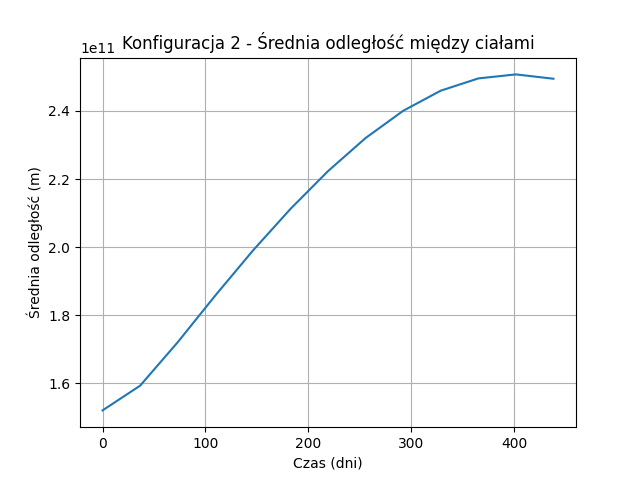 Konfiguracja 2 - Średnia odległość między ciałami
1e11
2.4
2.2
2.0
1.8
1.6
Średnia odległość (m)
0 100 200 300 400
Czas (dni)